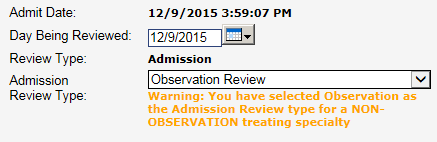 Admit Date: 12/9/2015 3:59:07 PM
Day Being Reviewed: 12/9/2015
Review Type: Admission
Admission Observation Review
Review Type: Warning: You have selected Observation as
the Admission Review type for a NON-
OBSERVATION treating specialty